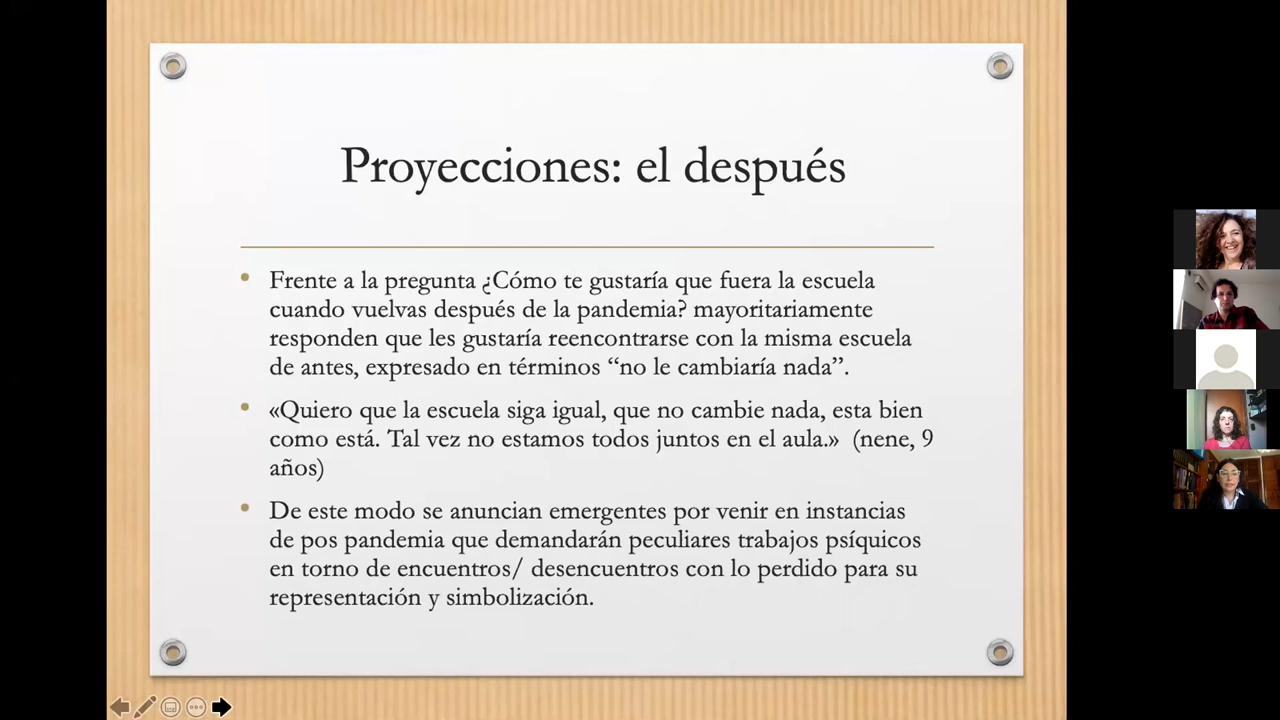 Proyecciones: el después
• Frente a la pregunta ¿Cómo te gustaría que fuera la escuela
cuando vuelvas después de la pandemia? mayoritariamente
responden que les gustaría reencontrarse con la misma escuela
de antes, expresado en términos “no le cambiaría nada”.
• «Quiero que la escuela siga igual, que no cambie nada, esta bien
como está. Tal vez no estamos todos juntos en el aula.» (nene, 9
años)
• De este modo se anuncian emergentes por venir en instancias
de pos pandemia que demandarán peculiares trabajos psíquicos
en torno de encuentros/ desencuentros con lo perdido para su
representación y simbolización.